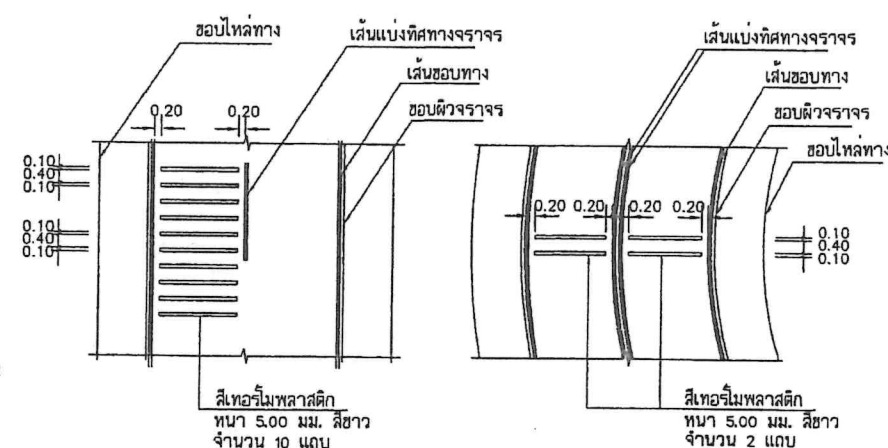 ขอบไหล่ทาง
เส้นแบ่งทิศทางจราจร
เส้นขอบทาง
ขอบผิวจราจร
0.20 0.20
0.10
0.40
0.10
0.10
0.40
0.10
สีเทอร์โมพลาสติก
หนา 5.00 มม. สีขาว
จำนวน 10 แถบ
เส้นแบ่งทิศทางจราจร
เส้นขอบทาง
ขอบผิวจราจร
ขอบไหล่ทาง
0.20 0.20 0.20 0.20
0.10
0.40
0.10
สีเทอร์โมพลาสติก
หนา 5.00 มม. สีขาว
จำนวน 2 แถบ